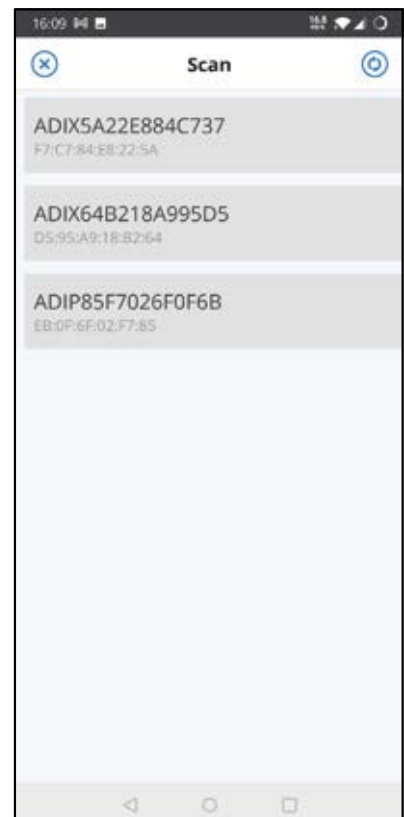 16:09
Scan
ADIX5A22E884C737
F7:C7:84:E8:22:5A
ADIX64B218A995D5
D5:95:A9:18:B2:64
ADIP85F7026F0F6B
EB:0F:6F:02:F7:85